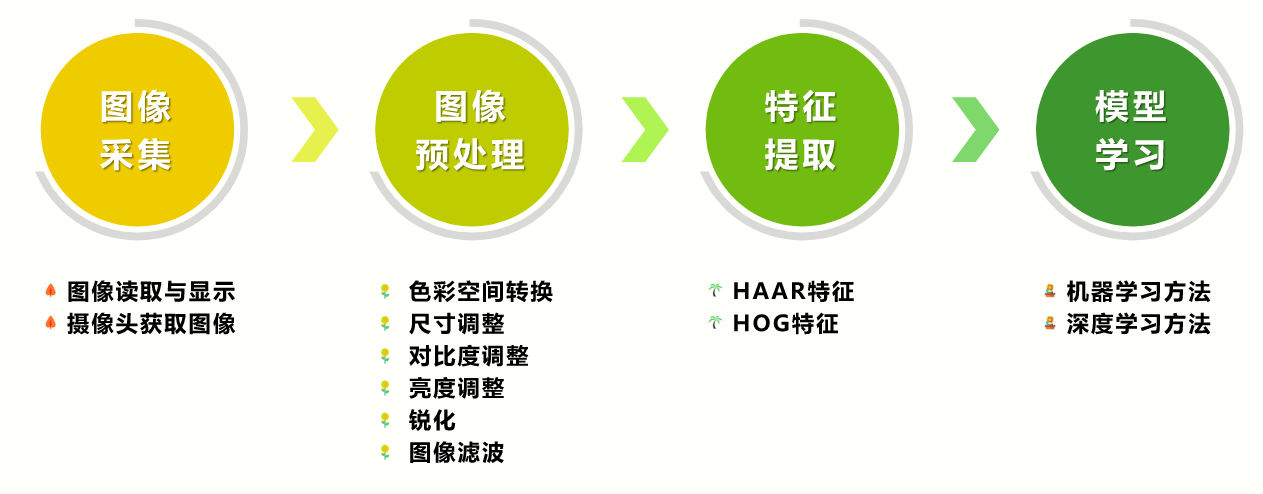 图像
采集
图像
预处理
特征
提取
模型
学习
图像读取与显示
摄像头获取图像
色彩空间转换
尺寸调整
对比度调整
亮度调整
锐化
图像滤波
HAAR特征
HOG特征
机器学习方法
深度学习方法